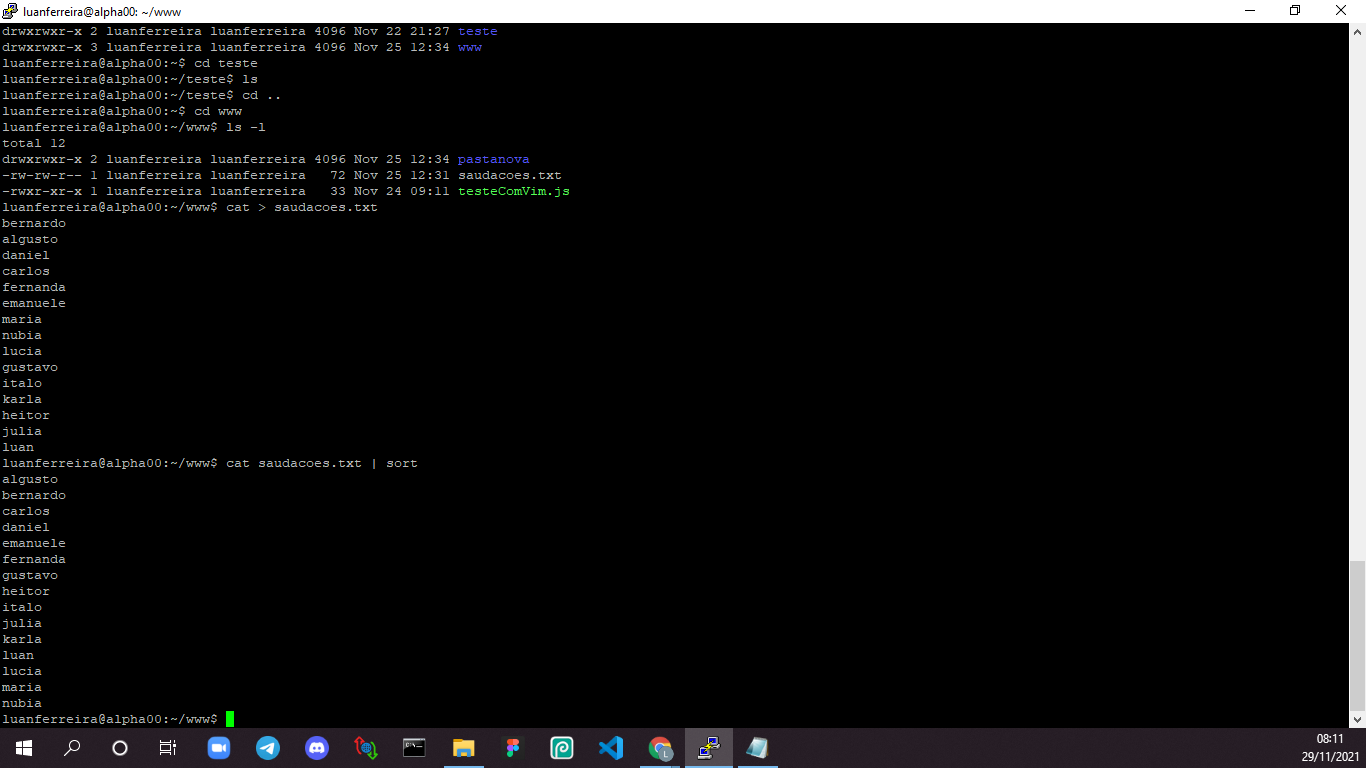 luanferreira@alpha00: ~/www
drwxrwxr-x 2 luanferreira luanferreira 4096 Nov 22 21:27 teste
drwxrwxr-x 3 luanferreira luanferreira 4096 Nov 25 12:34 www
luanferreira@alpha00:~$ cd teste
luanferreira@alpha00:~/teste$ ls
luanferreira@alpha00:~/teste$ cd ..
luanferreira@alpha00:~$ cd www
luanferreira@alpha00:~/www$ ls -l
total 12
drwxrwxr-x 2 luanferreira luanferreira 4096 Nov 25 12:34 pastanova
-rw-rw-r-- 1 luanferreira luanferreira   72 Nov 25 12:31 saudacoes.txt
-rwxr-xr-x 1 luanferreira luanferreira   33 Nov 24 09:11 testeComVim.js
luanferreira@alpha00:~/www$ cat > saudacoes.txt
bernardo
algusto
daniel
carlos
fernanda
emanuele
maria
nubia
lucia
gustavo
italo
karla
heitor
julia
luan
luanferreira@alpha00:~/www$ cat saudacoes.txt | sort
algusto
bernardo
carlos
daniel
emanuele
fernanda
gustavo
heitor
italo
julia
karla
luan
lucia
maria
nubia
luanferreira@alpha00:~/www$
L
08:11
29/11/2021